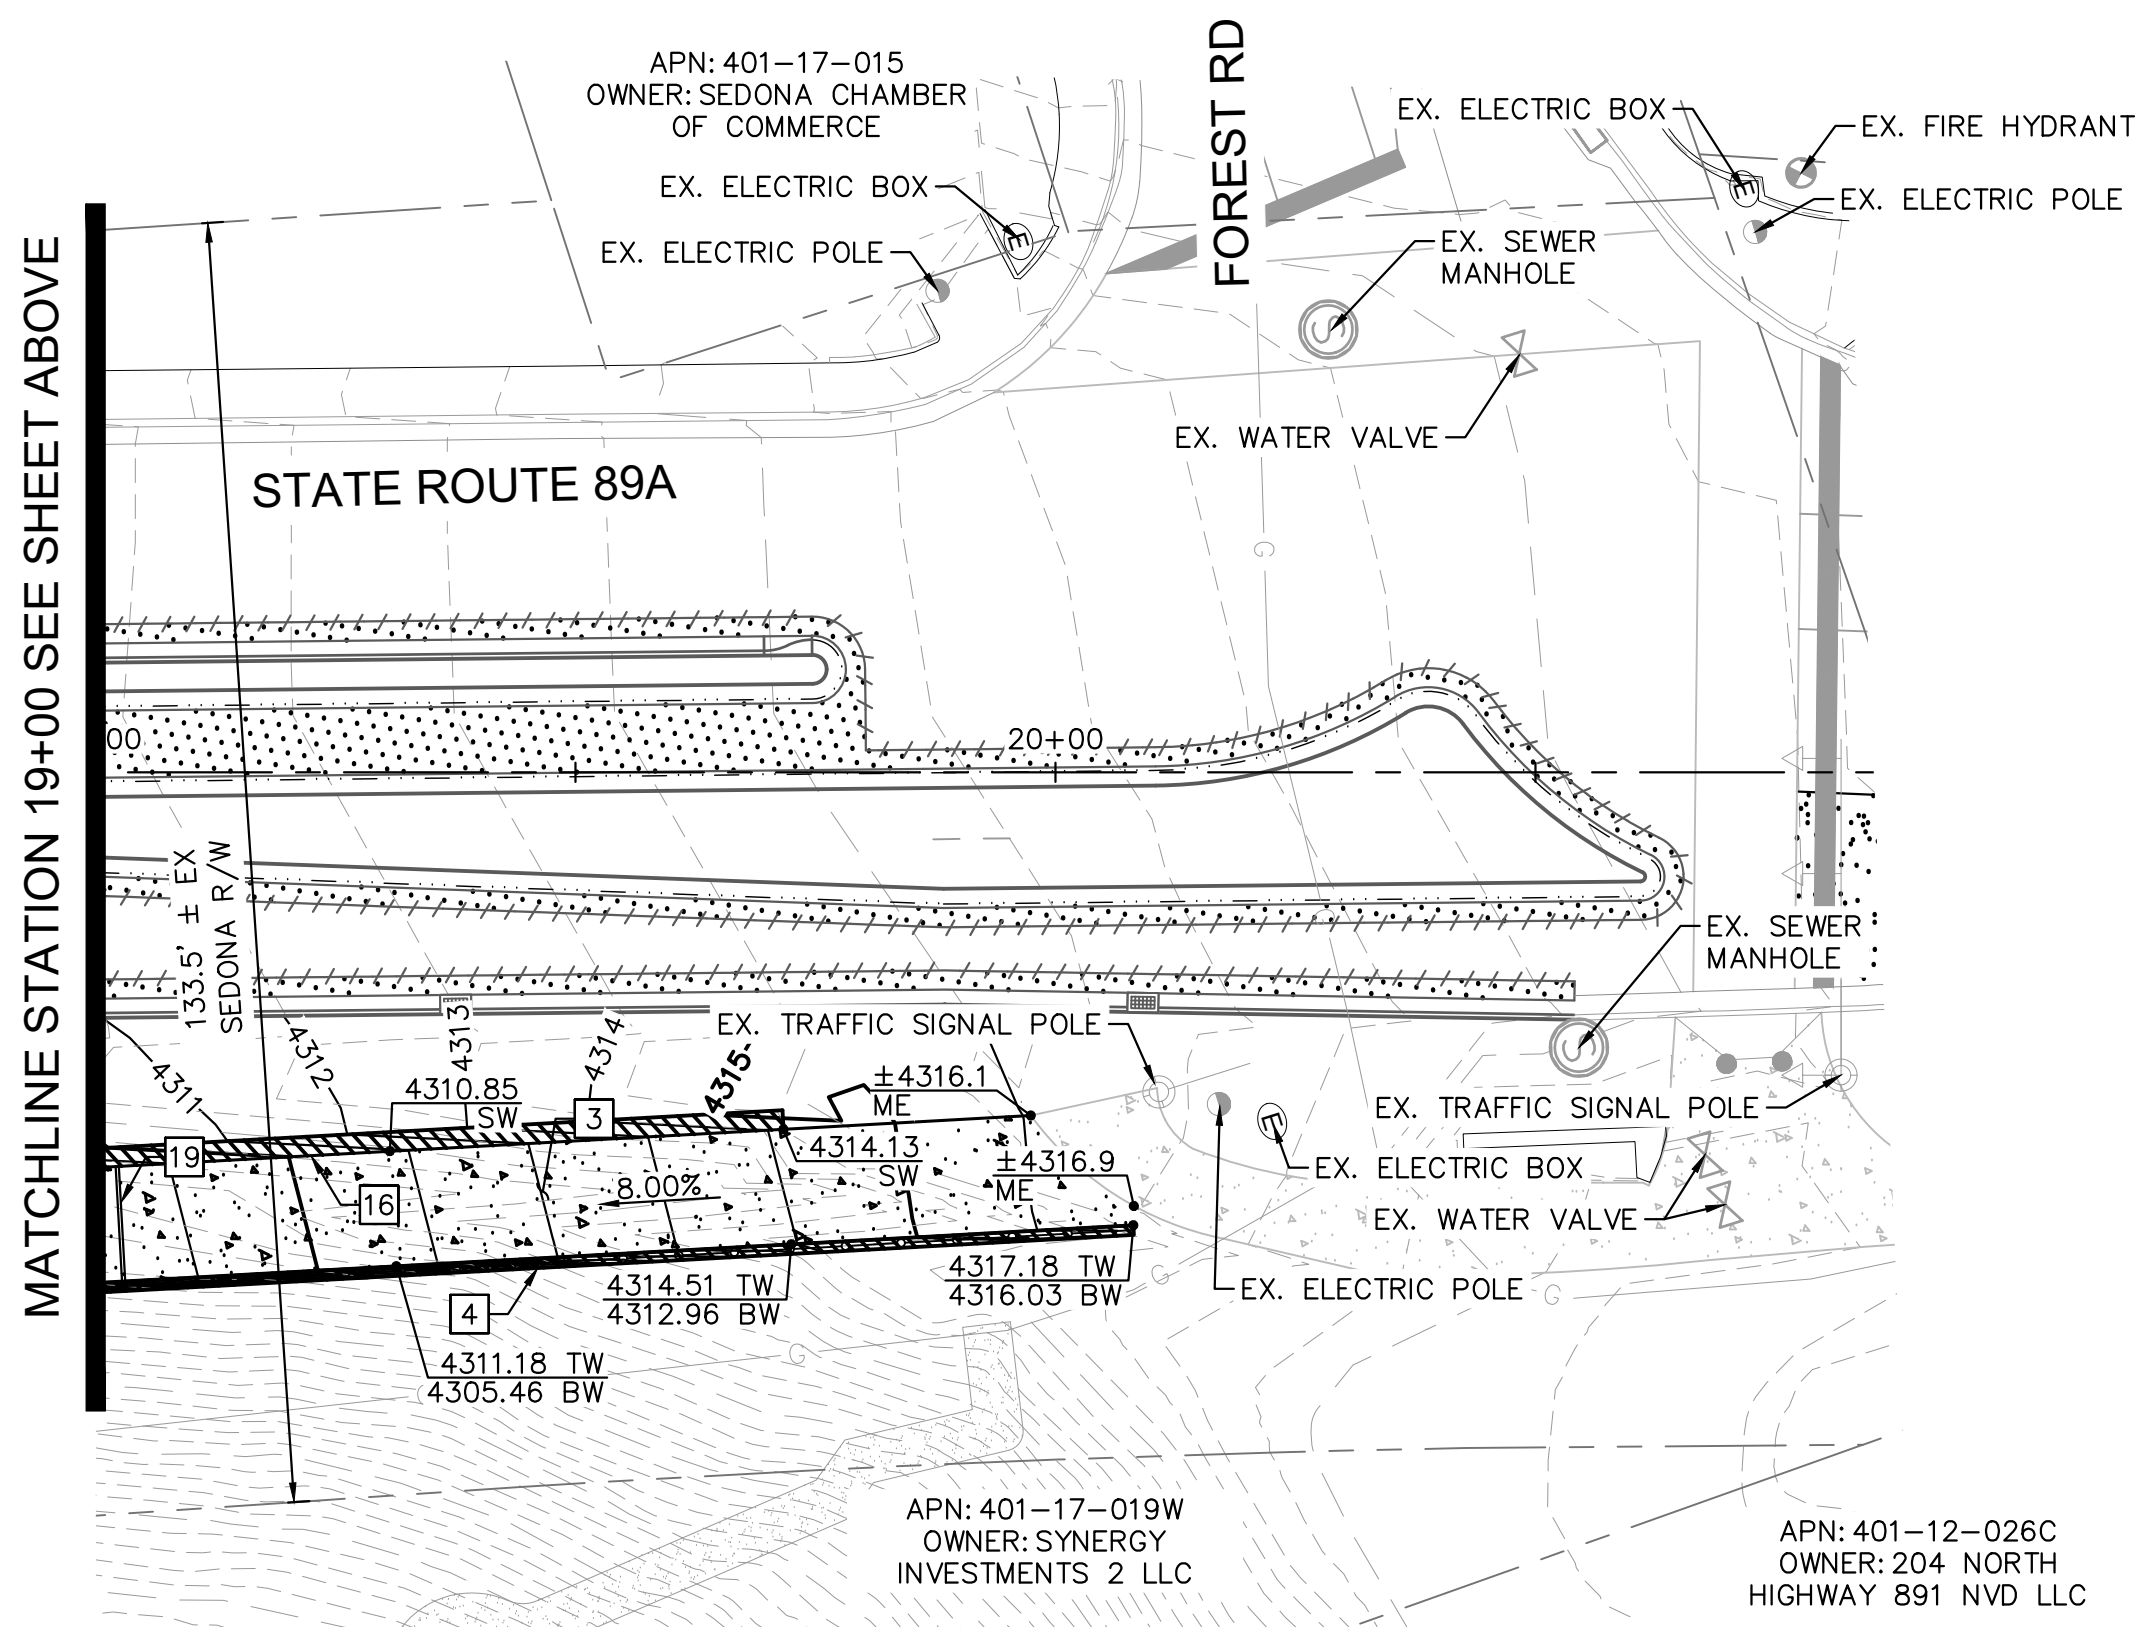 APN: 401-17-015
OWNER: SEDONA CHAMBER
OF COMMERCE
FOREST RD
EX. ELECTRIC BOX
EX. FIRE HYDRANT
EX. ELECTRIC BOX
EX. ELECTRIC POLE
E
E
EX. ELECTRIC POLE
EX. SEWER
MANHOLE
S
EX. WATER VALVE
MATCHLINE STATION 19+00 SEE SHEET ABOVE
STATE ROUTE 89A
G
00
20+00
133.5' ± EX
SEDONA R/W
EX. SEWER
MANHOLE
EX. TRAFFIC SIGNAL POLE
S
4311
4312
4313
4314
4315
4310.85
SW
±4316.1
ME
3
EX. TRAFFIC SIGNAL POLE
E
19
4314.13
SW
±4316.9
ME
EX. ELECTRIC BOX
16
8.00%
EX. WATER VALVE
4314.51 TW
4312.96 BW
4317.18 TW
4316.03 BW
G
EX. ELECTRIC POLE
G
4
G
4311.18 TW
4305.46 BW
APN: 401-17-019W
OWNER: SYNERGY
INVESTMENTS 2 LLC
APN: 401-12-026C
OWNER: 204 NORTH
HIGHWAY 891 NVD LLC